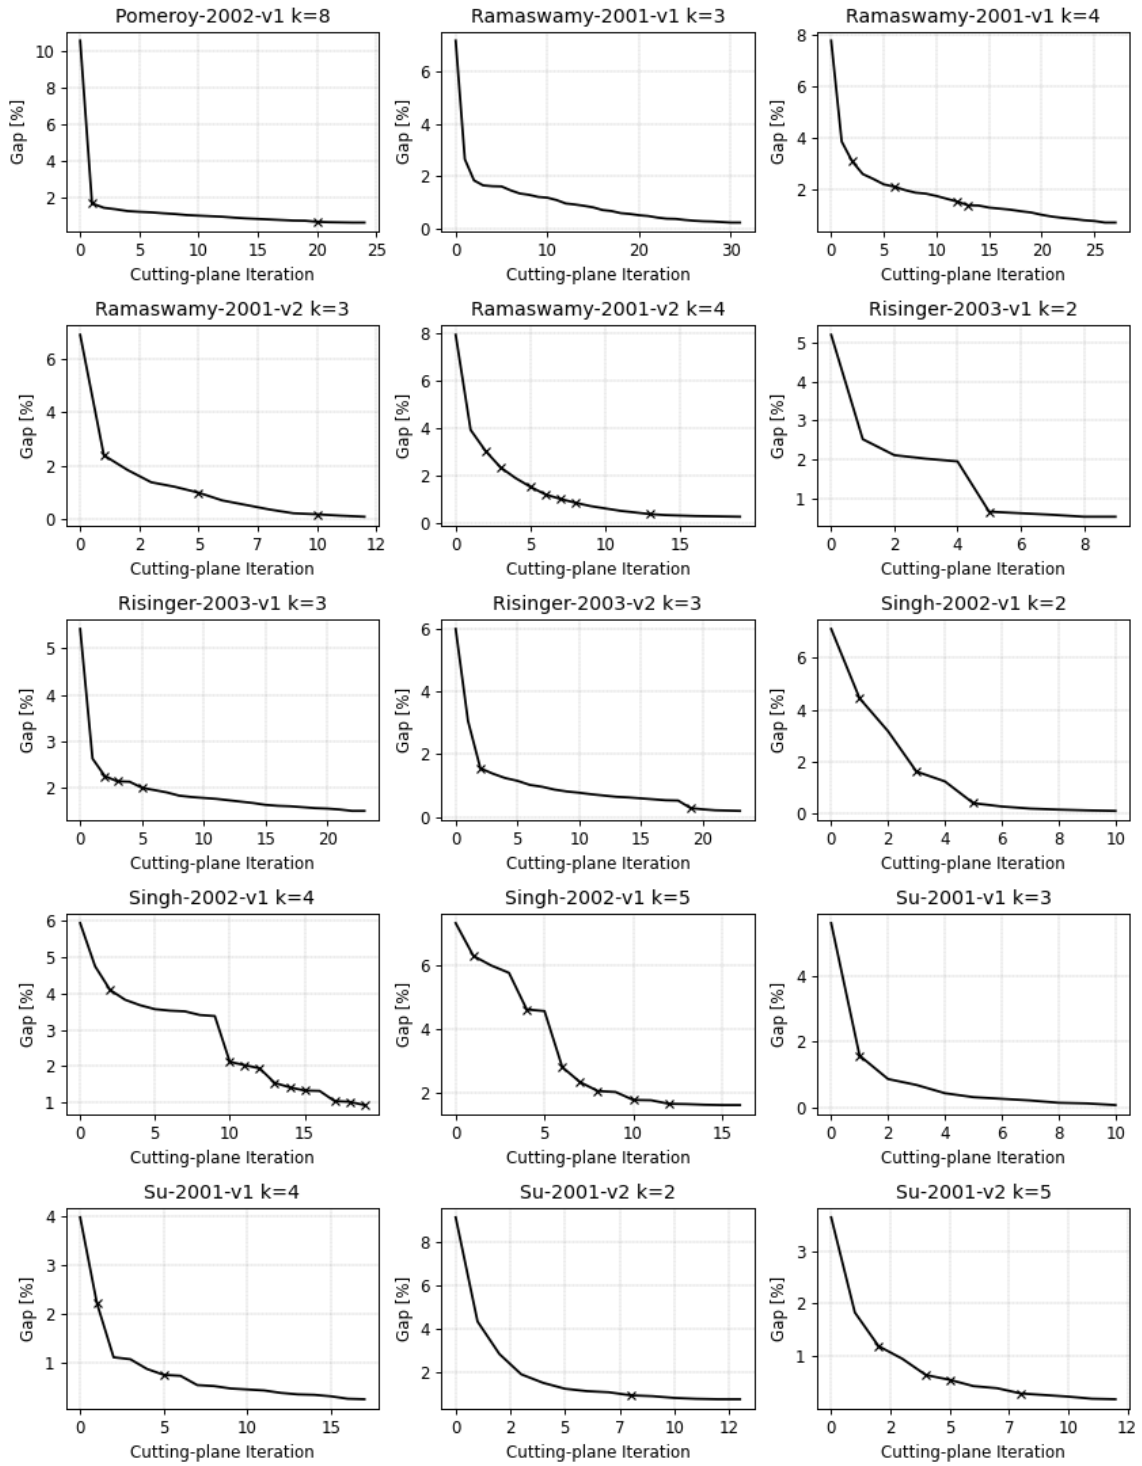 Pomeroy-2002-v1 k=8
Gap [%]
10
8
6
4
2
0 5 10 15 20 25
Cutting-plane Iteration
Ramaswamy-2001-v1 k=3
Gap [%]
6
4
2
0
0 10 20 30
Cutting-plane Iteration
Ramaswamy-2001-v1 k=4
Gap [%]
8
6
4
2
0 5 10 15 20 25
Cutting-plane Iteration
Ramaswamy-2001-v2 k=3
Gap [%]
6
4
2
0
0 2 5 7 10 12
Cutting-plane Iteration
Ramaswamy-2001-v2 k=4
Gap [%]
8
6
4
2
0
0 5 10 15
Cutting-plane Iteration
Risinger-2003-v1 k=2
Gap [%]
5
4
3
2
1
0 2 4 6 8
Cutting-plane Iteration
Risinger-2003-v1 k=3
Gap [%]
5
4
3
2
0 5 10 15 20
Cutting-plane Iteration
Risinger-2003-v2 k=3
Gap [%]
6
4
2
0
0 5 10 15 20
Cutting-plane Iteration
Singh-2002-v1 k=2
Gap [%]
6
4
2
0
0 2 4 6 8 10
Cutting-plane Iteration
Singh-2002-v1 k=4
Gap [%]
6
5
4
3
2
1
0 5 10 15
Cutting-plane Iteration
Singh-2002-v1 k=5
Gap [%]
6
4
2
0 5 10 15
Cutting-plane Iteration
Su-2001-v1 k=3
Gap [%]
4
2
0
0 2 4 6 8 10
Cutting-plane Iteration
Su-2001-v1 k=4
Gap [%]
4
3
2
1
0 5 10 15
Cutting-plane Iteration
Su-2001-v2 k=2
Gap [%]
8
6
4
2
0 2 5 7 10 12
Cutting-plane Iteration
Su-2001-v2 k=5
Gap [%]
3
2
1
0 2 5 7 10 12
Cutting-plane Iteration